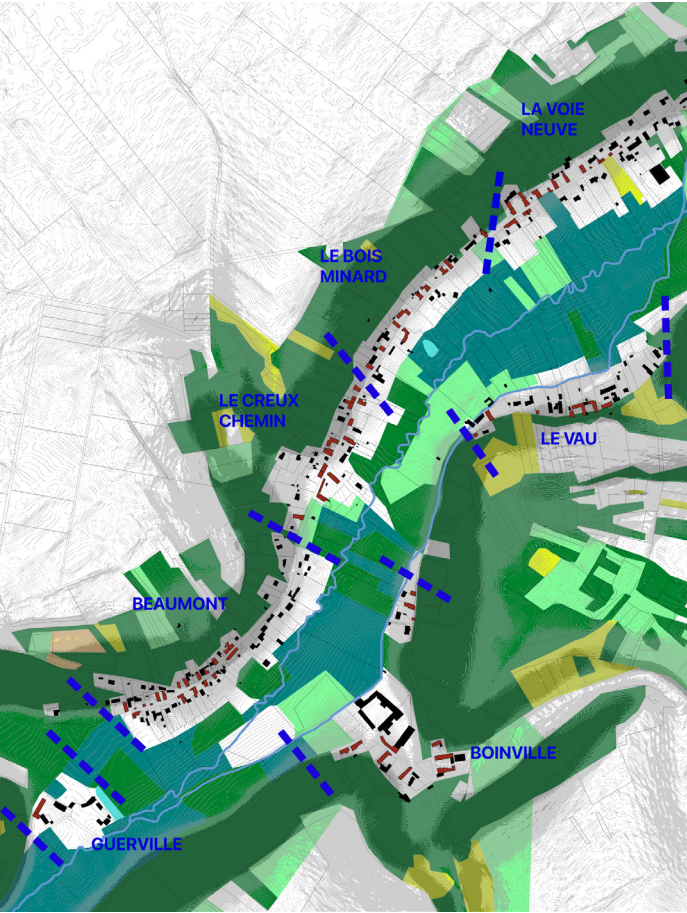 LA VOIE
NEUVE
LE BOIS
MINARD
LE CREUX
CHEMIN
LE VAU
BEAUMONT
BOINVILLE
GUERVILLE